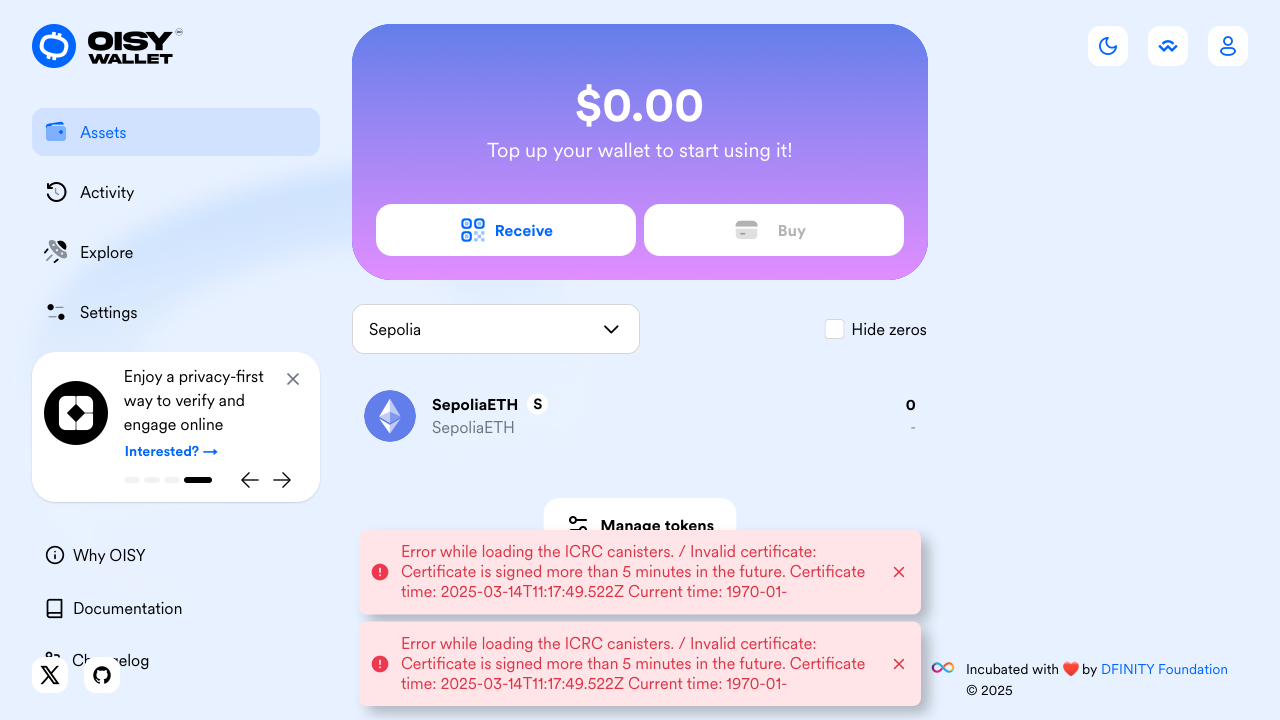 OISY
WALLET
Assets
Activity
Explore
Settings
Enjoy a privacy-first
way to verify and
engage online
Interested? →
Why OISY
Documentation
$0.00
Top up your wallet to start using it!
Receive
Buy
Sepolia
Hide zeros
SepoliaETH S
SepoliaETH
0
-
Manage tokens
Error while loading the ICRC canisters. / Invalid certificate:
Certificate is signed more than 5 minutes in the future. Certificate
time: 2025-03-14T11:17:49.522Z Current time: 1970-01-
Error while loading the ICRC canisters. / Invalid certificate:
Certificate is signed more than 5 minutes in the future. Certificate
time: 2025-03-14T11:17:49.522Z Current time: 1970-01-
Incubated with ❤️ by DFINITY Foundation
© 2025